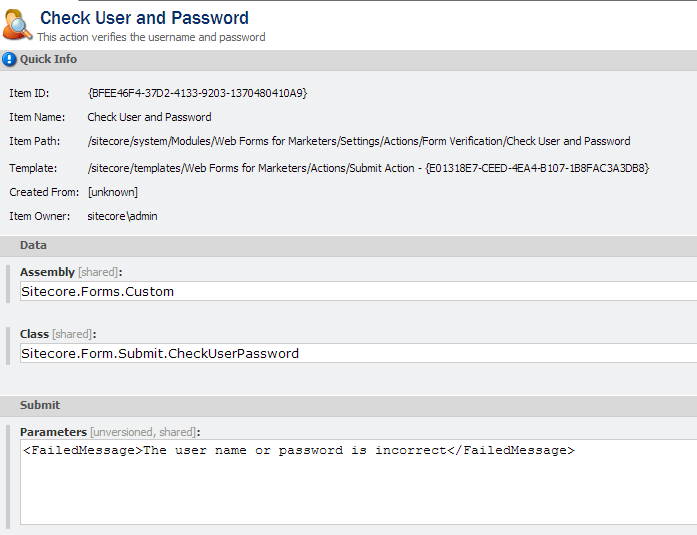 Check User and Password
This action verifies the username and password
Quick Info
Item ID: {BFEE46F4-37D2-4133-9203-1370480410A9}
Item Name: Check User and Password
Item Path: /sitecore/system/Modules/Web Forms for Marketers/Settings/Actions/Form Verification/Check User and Password
Template: /sitecore/templates/Web Forms for Marketers/Actions/Submit Action - {E01318E7-CEED-4EA4-B107-1B8FAC3A3DB8}
Created From: [unknown]
Item Owner: sitecore\admin
Data
Assembly [shared]:
Sitecore.Forms.Custom
Class [shared]:
Sitecore.Form.Submit.CheckUserPassword
Submit
Parameters [unversioned, shared]:
<FailedMessage>The user name or password is incorrect</FailedMessage>